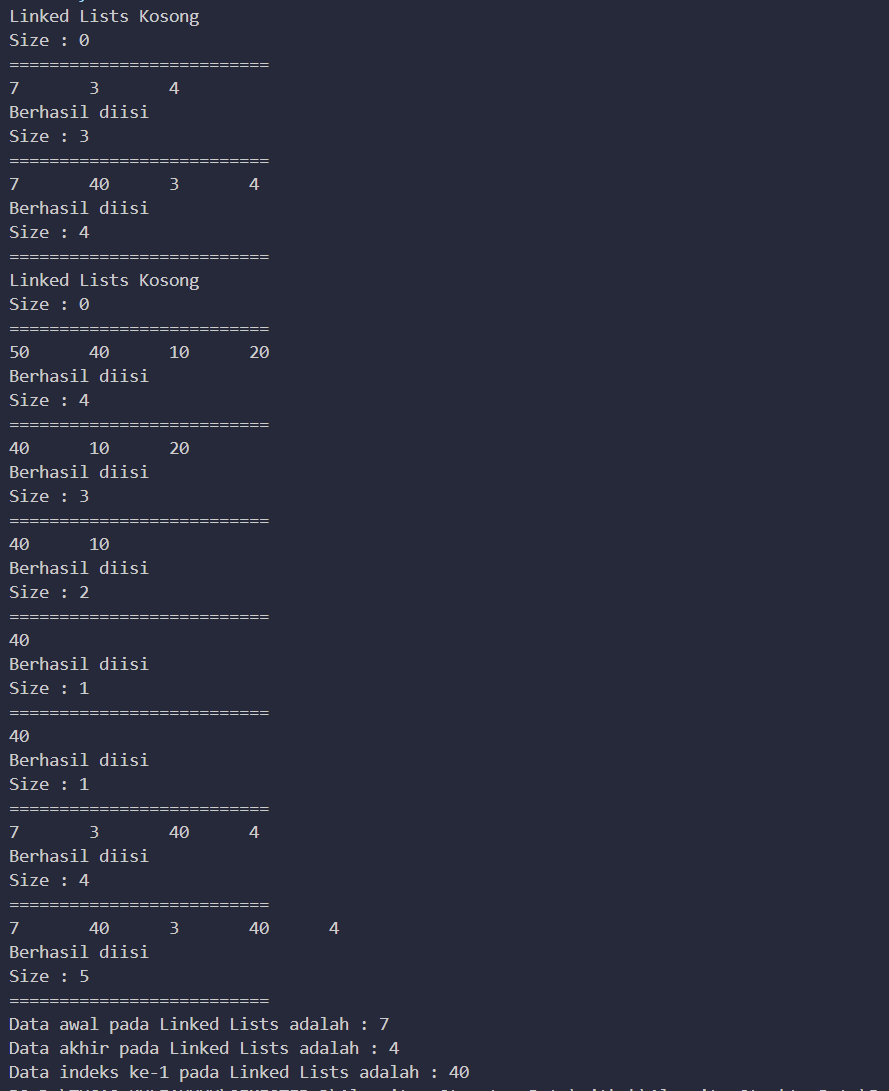 Linked Lists Kosong
Size : 0
==========================
7 3 4
Berhasil diisi
Size : 3
==========================
7 40 3 4
Berhasil diisi
Size : 4
==========================
Linked Lists Kosong
Size : 0
==========================
50 40 10 20
Berhasil diisi
Size : 4
==========================
40 10 20
Berhasil diisi
Size : 3
==========================
40 10
Berhasil diisi
Size : 2
==========================
40
Berhasil diisi
Size : 1
==========================
40
Berhasil diisi
Size : 1
==========================
7 3 40 4
Berhasil diisi
Size : 4
==========================
7 40 3 40 4
Berhasil diisi
Size : 5
==========================
Data awal pada Linked Lists adalah : 7
Data akhir pada Linked Lists adalah : 4
Data indeks ke-1 pada Linked Lists adalah : 40